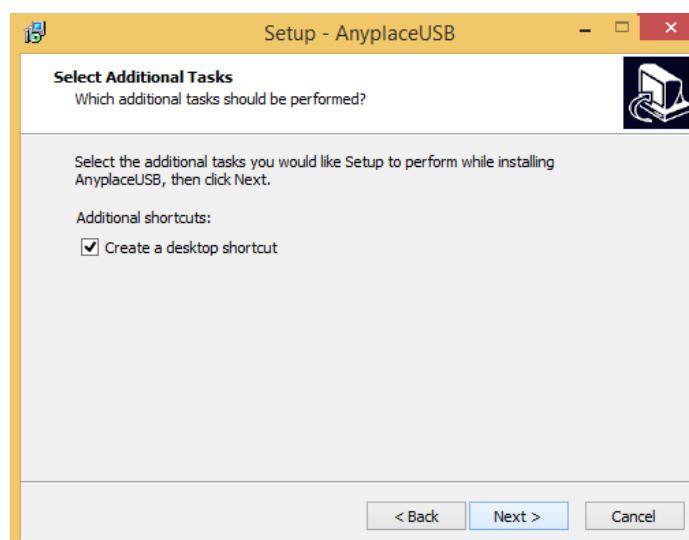 Setup - AnyplaceUSB
Select Additional Tasks
Which additional tasks should be performed?
Select the additional tasks you would like Setup to perform while installing
AnyplaceUSB, then click Next.
Additional shortcuts:
Create a desktop shortcut
< Back Next > Cancel